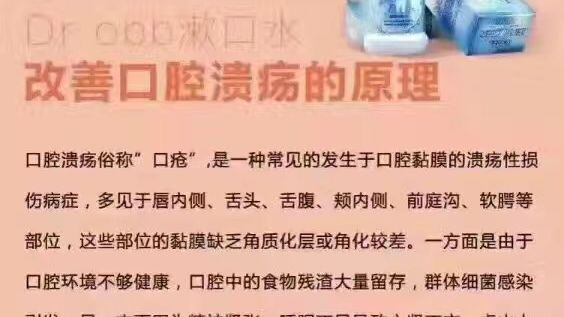 Dr obb漱口水
改善口腔溃疡的原理
口腔溃疡俗称”口疮”,是一种常见的发生于口腔黏膜的溃疡性损
伤病症，多见于唇内侧、舌头、舌腹、颊内侧、前庭沟、软腭等
部位，这些部位的黏膜缺乏角质化层或角化较差。一方面是由于
口腔环境不够健康，口腔中的食物残渣大量留存，群体细菌感染